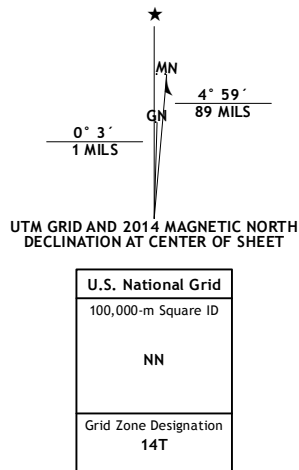 ★
MN
4° 59´
89 MILS
GN
0° 3´
1 MILS
UTM GRID AND 2014 MAGNETIC NORTH
DECLINATION AT CENTER OF SHEET
U.S. National Grid
100,000-m Square ID
NN
Grid Zone Designation
14T